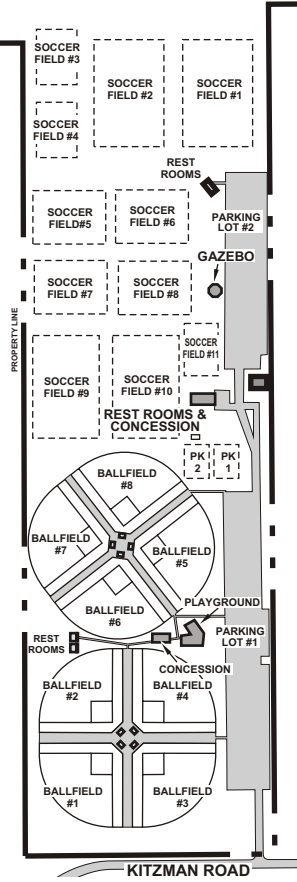 SOCCER
FIELD #3
SOCCER
FIELD #2
SOCCER
FIELD #1
SOCCER
FIELD #4
REST
ROOMS
SOCCER
FIELD#5
SOCCER
FIELD #6
PARKING
LOT #2
GAZEBO
SOCCER
FIELD #7
SOCCER
FIELD #8
PROPERTY LINE
SOCCER
FIELD #11
SOCCER
FIELD #9
SOCCER
FIELD #10
REST ROOMS &
CONCESSION
PK
2
PK
1
BALLFIELD
#8
BALLFIELD
#7
BALLFIELD
#5
BALLFIELD
#6
PLAYGROUND
REST
ROOMS
PARKING
LOT #1
CONCESSION
BALLFIELD
#2
BALLFIELD
#4
BALLFIELD
#1
BALLFIELD
#3
KITZMAN ROAD